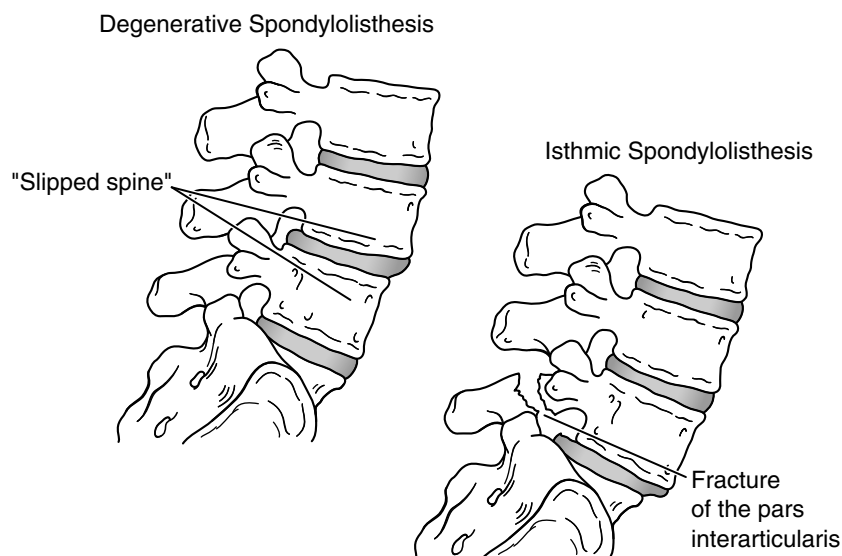 Degenerative Spondylolisthesis
Isthmic Spondylolisthesis
"Slipped spine"
Fracture
of the pars
interarticularis